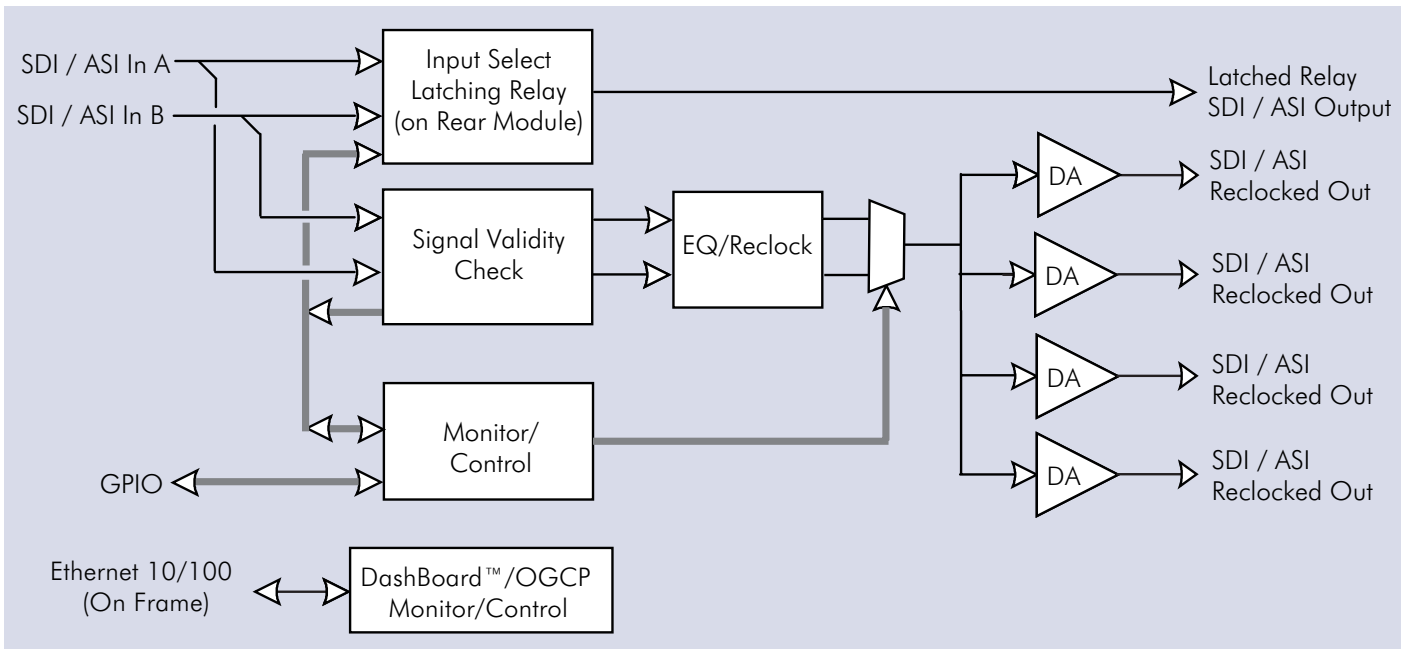 SDI / ASI In A
SDI / ASI In B
Input Select
Latching Relay
(on Rear Module)
Latched Relay
SDI / ASI Output
Signal Validity
Check
EQ/Reclock
DA
SDI / ASI
Reclocked Out
DA
SDI / ASI
Reclocked Out
DA
SDI / ASI
Reclocked Out
DA
SDI / ASI
Reclocked Out
Monitor/
Control
GPIO
Ethernet 10/100
(On Frame)
DashBoard™/OGCP
Monitor/Control